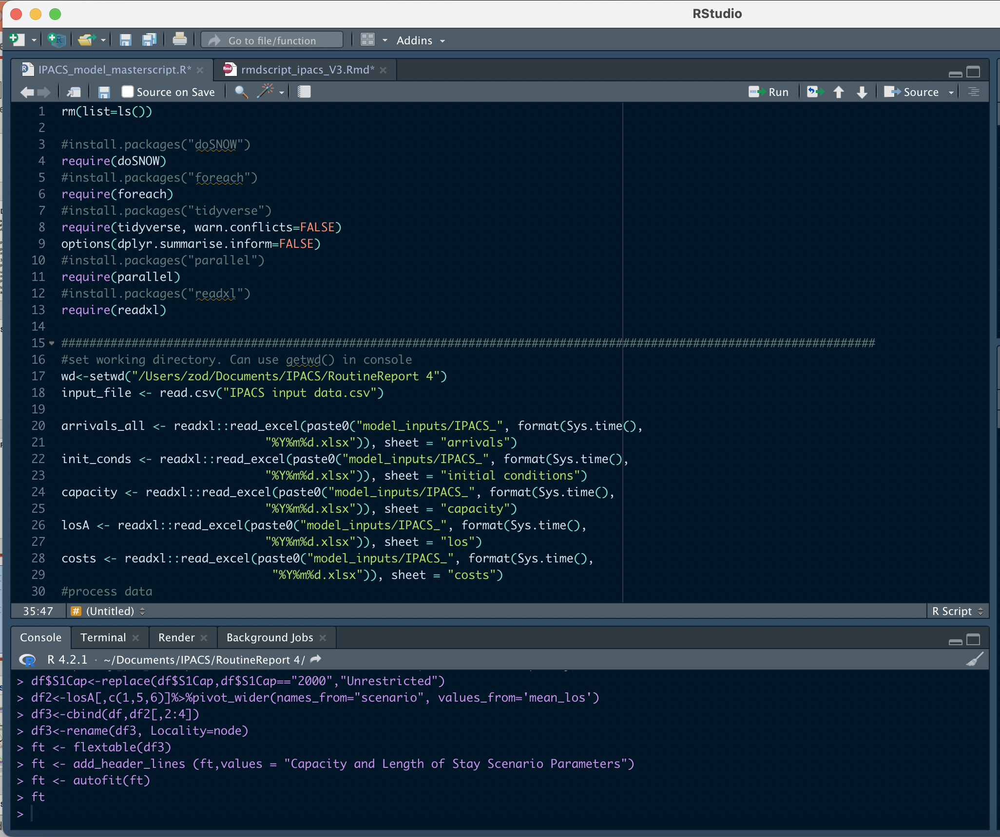 RStudio
Go to file/function
Addins
IPACS_model_masterscript.R*
rmdscript_ipacs_V3.Rmd*
Source on Save
Run
Source
1 rm(list=ls())
2
3 #install.packages("doSNOW")
4 require(doSNOW)
5 #install.packages("foreach")
6 require(foreach)
7 #install.packages("tidyverse")
8 require(tidyverse, warn.conflicts=FALSE)
9 options(dplyr.summarise.inform=FALSE)
10 #install.packages("parallel")
11 require(parallel)
12 #install.packages("readxl")
13 require(readxl)
14
15 ####################################################################################################################
16 #set working directory. Can use getwd() in console
17 wd<-setwd("/Users/zod/Documents/IPACS/RoutineReport 4")
18 input_file <- read.csv("IPACS input data.csv")
19
20 arrivals_all <- readxl::read_excel(paste0("model_inputs/IPACS_", format(Sys.time(),
21 "%Y%m%d.xlsx")), sheet = "arrivals")
22 init_conds <- readxl::read_excel(paste0("model_inputs/IPACS_", format(Sys.time(),
23 "%Y%m%d.xlsx")), sheet = "initial conditions")
24 capacity <- readxl::read_excel(paste0("model_inputs/IPACS_", format(Sys.time(),
25 "%Y%m%d.xlsx")), sheet = "capacity")
26 losA <- readxl::read_excel(paste0("model_inputs/IPACS_", format(Sys.time(),
27 "%Y%m%d.xlsx")), sheet = "los")
28 costs <- readxl::read_excel(paste0("model_inputs/IPACS_", format(Sys.time(),
29 "%Y%m%d.xlsx")), sheet = "costs")
30 #process data
35:47 # (Untitled) R Script
Console Terminal Render Background Jobs
R 4.2.1 · ~/Documents/IPACS/RoutineReport 4/
> df$S1Cap<-replace(df$S1Cap,df$S1Cap=="2000","Unrestricted")
> df2<-losA[,c(1,5,6)]%>%pivot_wider(names_from="scenario", values_from='mean_los')
> df3<-cbind(df,df2[,2:4])
> df3<-rename(df3, Locality=node)
> ft <- flextable(df3)
> ft <- add_header_lines (ft,values = "Capacity and Length of Stay Scenario Parameters")
> ft <- autofit(ft)
> ft
>